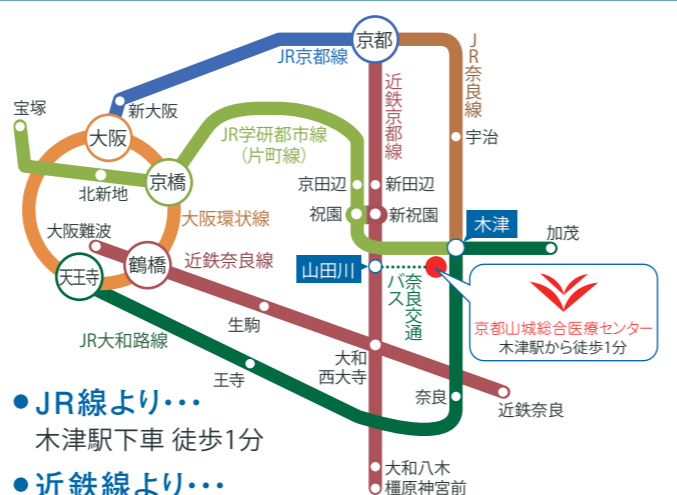 京都
JR京都線
JR奈良線
近鉄京都線
宝塚
新大阪
大阪
JR学研都市線
(片町線)
宇治
京橋
北新地
京田辺
新田辺
大阪環状線
祝園
新祝園
木津
加茂
大阪難波
鶴橋
近鉄奈良線
天王寺
山田川
奈良交通
バス
京都山城総合医療センター
木津駅から徒歩1分
生駒
JR大和路線
大和
西大寺
王寺
奈良
近鉄奈良
●JR線より・・・
木津駅下車 徒歩1分
大和八木
●近鉄線より・・・
橿原神宮前